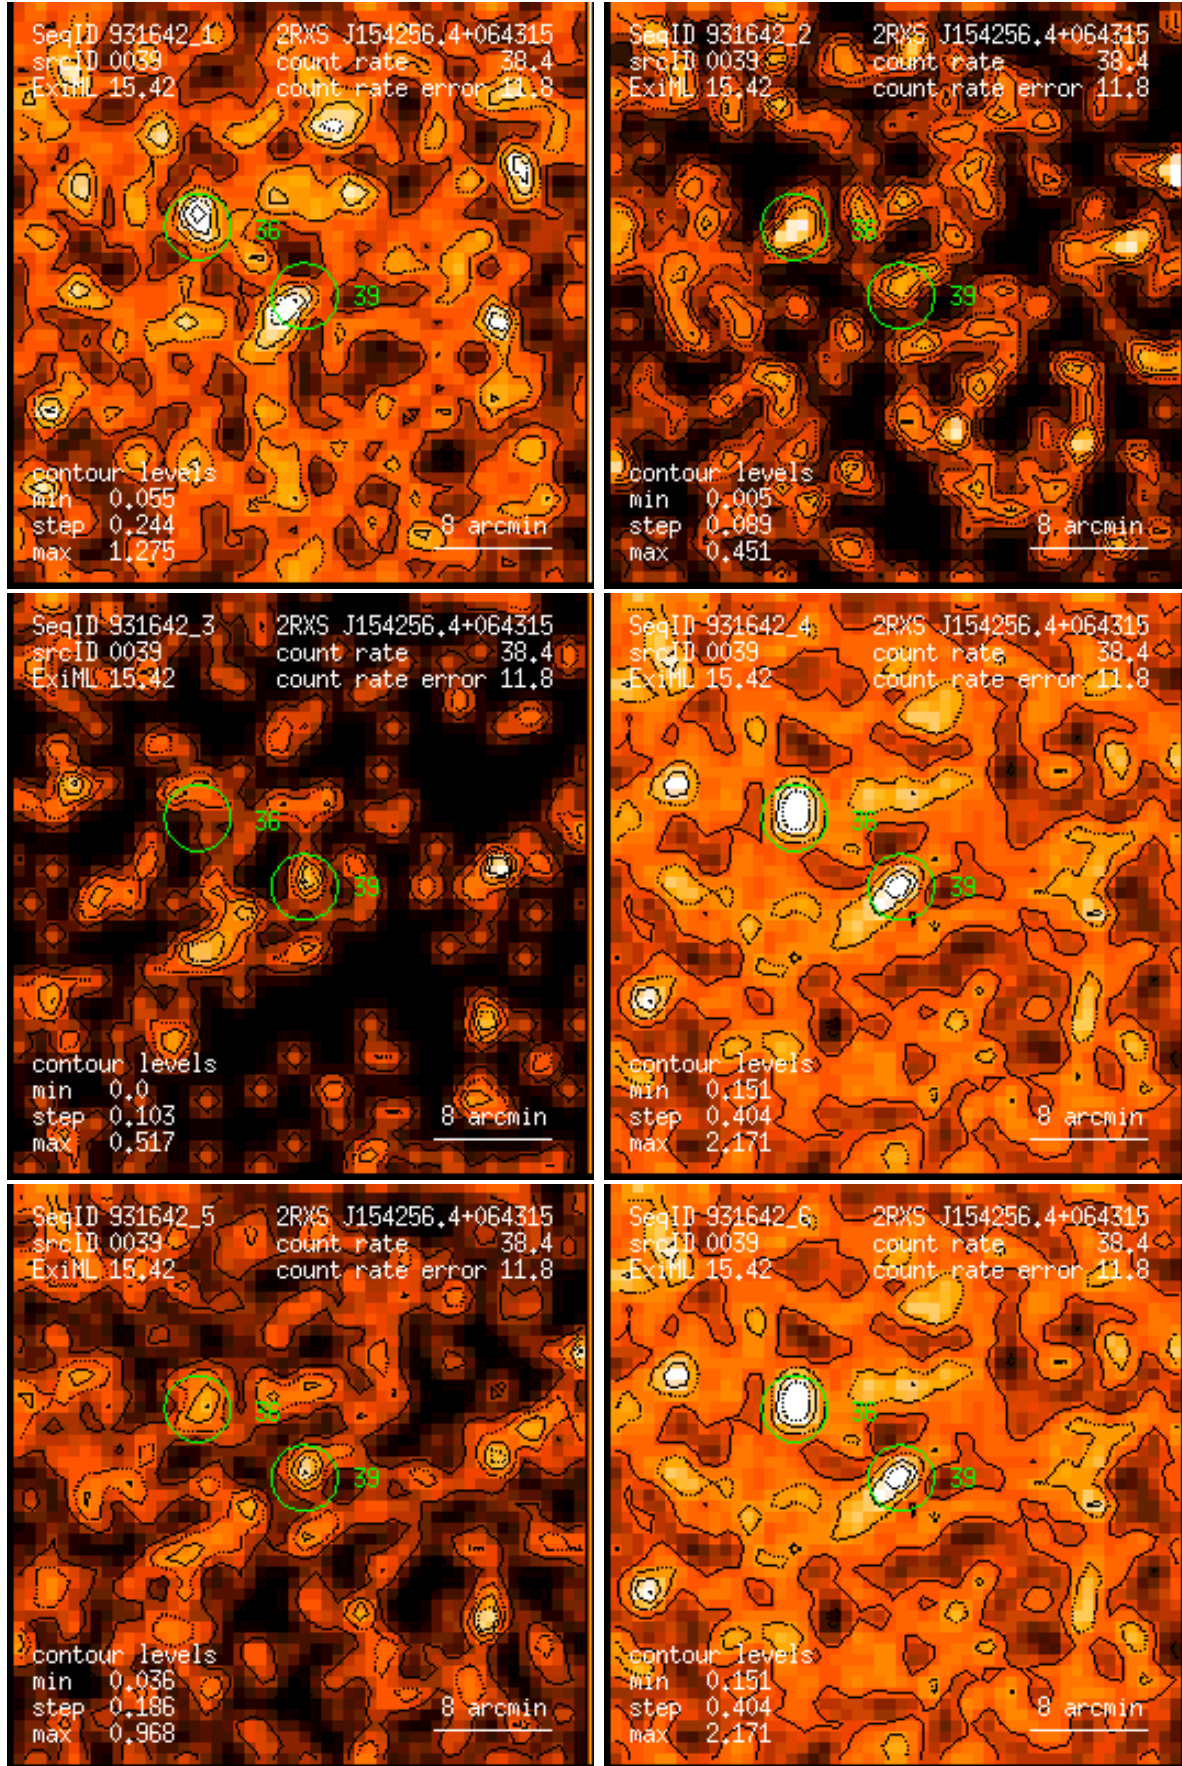 SeqID 931642_1 2RXS J154256.4+064315
srcID 0039 count rate 38.4
ExiML 15.42 count rate error 11.8
36
39
contour levels
min 0.055
step 0.244 8 arcmin
max 1.275
SeqID 931642_2 2RXS J154256.4+064315
srcID 0039 count rate 38.4
ExiML 15.42 count rate error 11.8
36
39
contour levels
min 0.005
step 0.089 8 arcmin
max 0.451
SeqID 931642_3 2RXS J154256.4+064315
srcID 0039 count rate 38.4
ExiML 15.42 count rate error 11.8
36
39
contour levels
min 0.0
step 0.103 8 arcmin
max 0.517
SeqID 931642_4 2RXS J154256.4+064315
srcID 0039 count rate 38.4
ExiML 15.42 count rate error 11.8
36
39
contour levels
min 0.151
step 0.404 8 arcmin
max 2.171
SeqID 931642_5 2RXS J154256.4+064315
srcID 0039 count rate 38.4
ExiML 15.42 count rate error 11.8
36
39
contour levels
min 0.036
step 0.186 8 arcmin
max 0.968
SeqID 931642_6 2RXS J154256.4+064315
srcID 0039 count rate 38.4
ExiML 15.42 count rate error 11.8
36
39
contour levels
min 0.151
step 0.404 8 arcmin
max 2.171